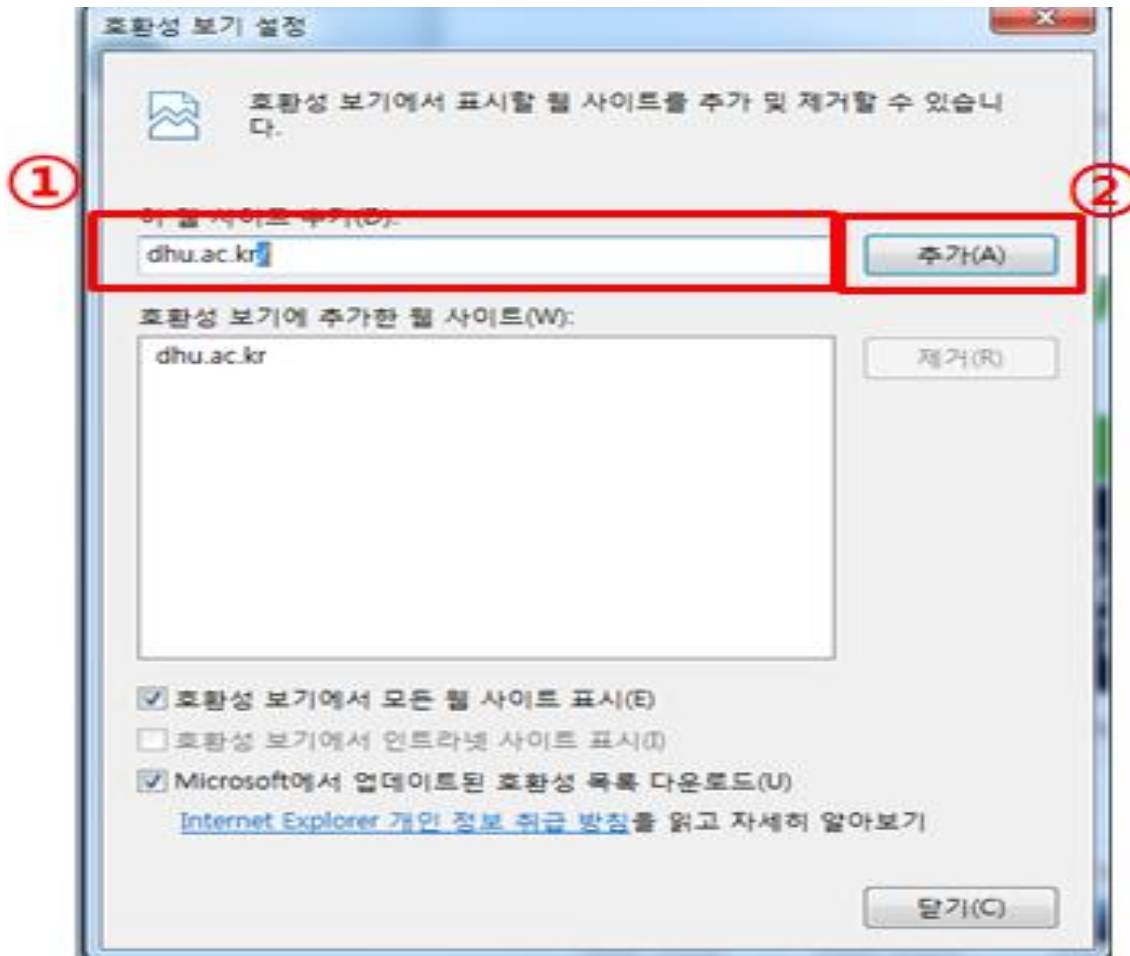 호환성 보기 설정
호환성 보기에서 표시할 웹 사이트를 추가 및 제거할 수 있습니
다.
①
②
이 웹 사이트 추가(D):
dhu.ac.kr/
추가(A)
호환성 보기에 추가한 웹 사이트(W):
dhu.ac.kr
제거(R)
호환성 보기에서 모든 웹 사이트 표시(E)
호환성 보기에서 인트라넷 사이트 표시(I)
Microsoft에서 업데이트된 호환성 목록 다운로드(U)
Internet Explorer 개인 정보 취급 방침을 읽고 자세히 알아보기
닫기(C)